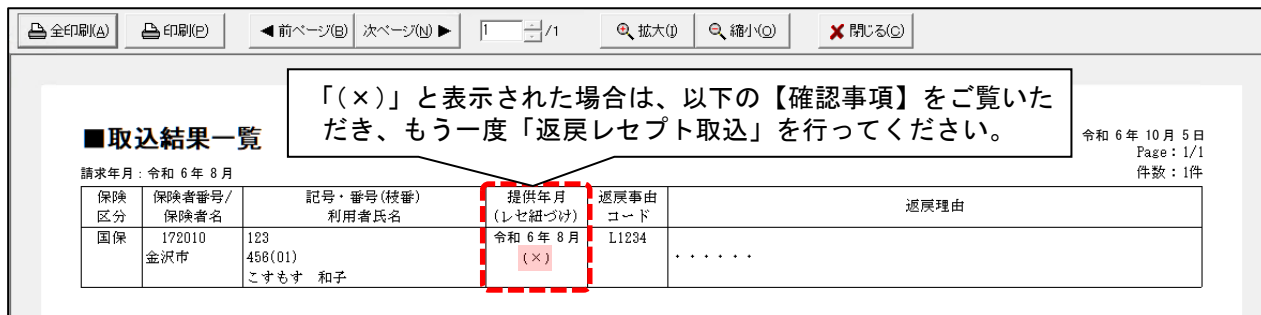 全印刷(A) 印刷(P) ◀前ページ(B) 次ページ(N)▶ 1 /1 拡大(I) 縮小(O) 閉じる(C)
「(×)」と表示された場合は、以下の【確認事項】をご覧いた
だき、もう一度「返戻レセプト取込」を行ってください。
■取込結果一覧
令和 6年 10月 5日
Page：1/1
請求年月：令和 6年 8月
件数：1件
保険区分 保険者番号/保険者名 記号・番号(枝番)利用者氏名 提供年月(レセ紐づけ) 返戻事由コード 返戻理由
国保 172010 123 令和 6年 8月 L1234
金沢市 456(01) (×) ・・・・・・
こすもす 和子